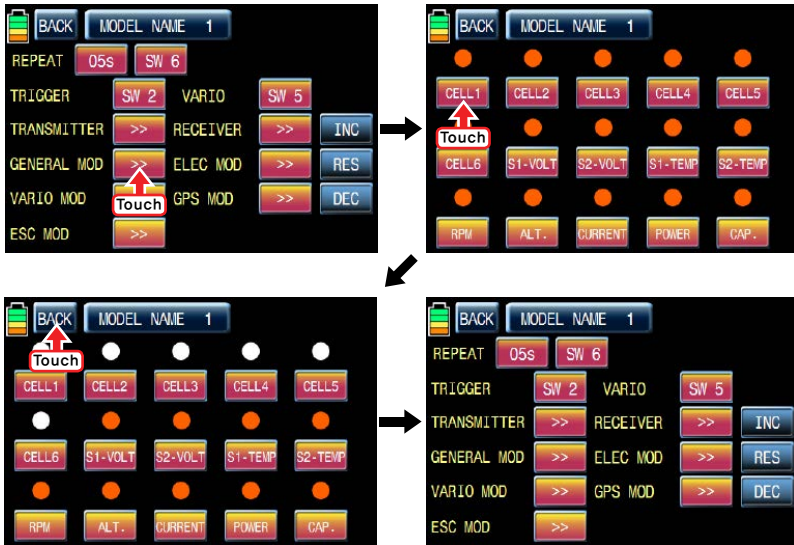 BACK MODEL NAME 1
REPEAT 05s SW 6
TRIGGER SW 2 VARIO SW 5
TRANSMITTER >> RECEIVER >> INC
GENERAL MOD >> ELEC MOD >> RES
VARIO MOD Touch GPS MOD >> DEC
ESC MOD >>
BACK MODEL NAME 1
CELL1 CELL2 CELL3 CELL4 CELL5
Touch
CELL6 S1-VOLT S2-VOLT S1-TEMP S2-TEMP
RPM ALT. CURRENT POWER CAP.
BACK MODEL NAME 1
Touch
CELL1 CELL2 CELL3 CELL4 CELL5
CELL6 S1-VOLT S2-VOLT S1-TEMP S2-TEMP
RPM ALT. CURRENT POWER CAP.
BACK MODEL NAME 1
REPEAT 05s SW 6
TRIGGER SW 2 VARIO SW 5
TRANSMITTER >> RECEIVER >> INC
GENERAL MOD >> ELEC MOD >> RES
VARIO MOD >> GPS MOD >> DEC
ESC MOD >>